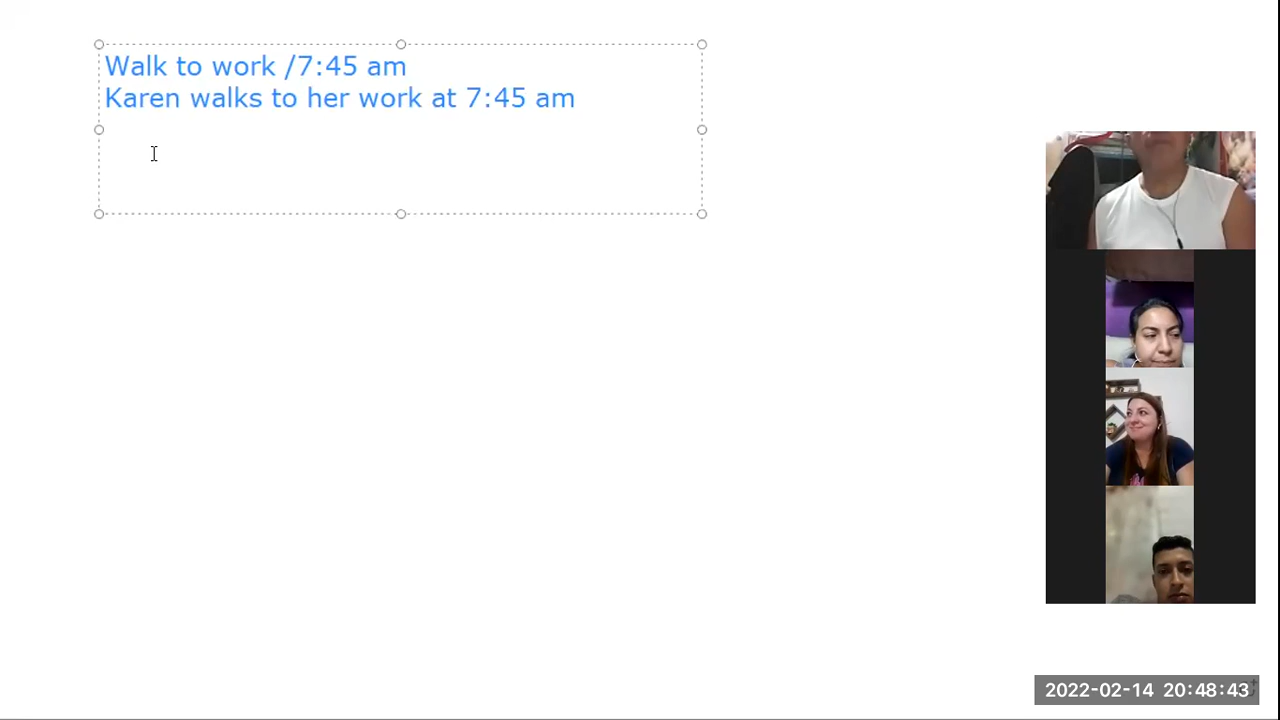 Walk to work /7:45 am
Karen walks to her work at 7:45 am
2022-02-14 20:48:43